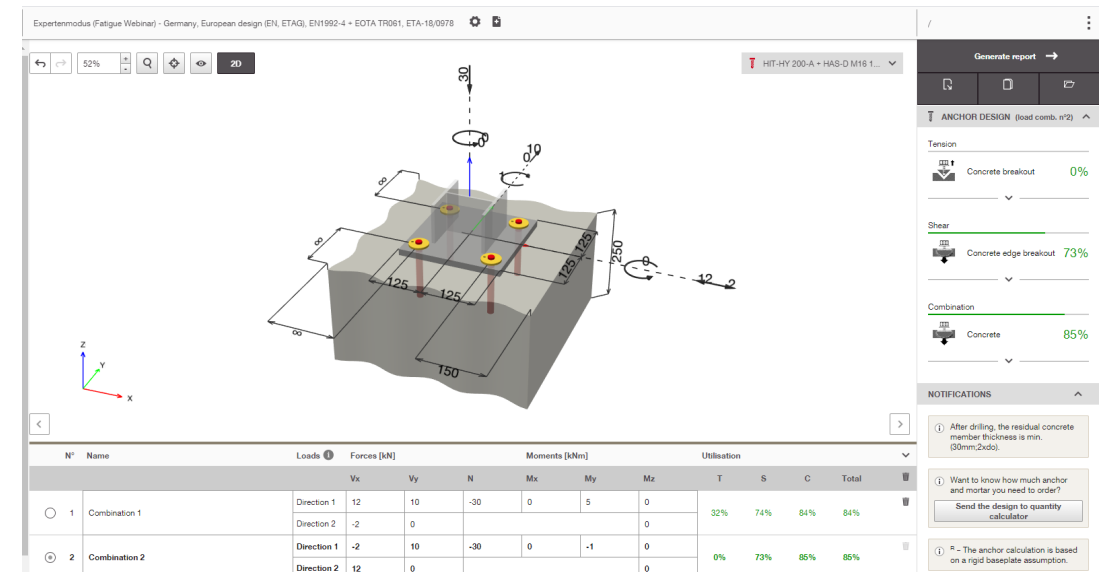 Expertenmodus (Fatigue Webinar) - Germany, European design (EN, ETAG), EN1992-4 + EOTA TR061, ETA-18/0978
/
52%
2D
HIT-HY 200-A + HAS-D M16 1...
Generate report →
ANCHOR DESIGN (load comb. n°2)
Tension
Concrete breakout 0%
Shear
Concrete edge breakout 73%
Combination
Concrete 85%
NOTIFICATIONS
After drilling, the residual concrete
member thickness is min.
(30mm;2xdo).
Want to know how much anchor
and mortar you need to order?
Send the design to quantity
calculator
R - The anchor calculation is based
on a rigid baseplate assumption.
30
0
10
0
∞
∞
∞
125
125
125
125
250
150
0
12
2
Z
Y
X
N° Name Loads Forces [kN] Moments [kNm] Utilisation
Vx Vy N Mx My Mz T S C Total
1 Combination 1 Direction 1 12 10 -30 0 5 0 32% 74% 84% 84%
Direction 2 -2 0 0
2 Combination 2 Direction 1 -2 10 -30 0 -1 0 0% 73% 85% 85%
Direction 2 12 0 0